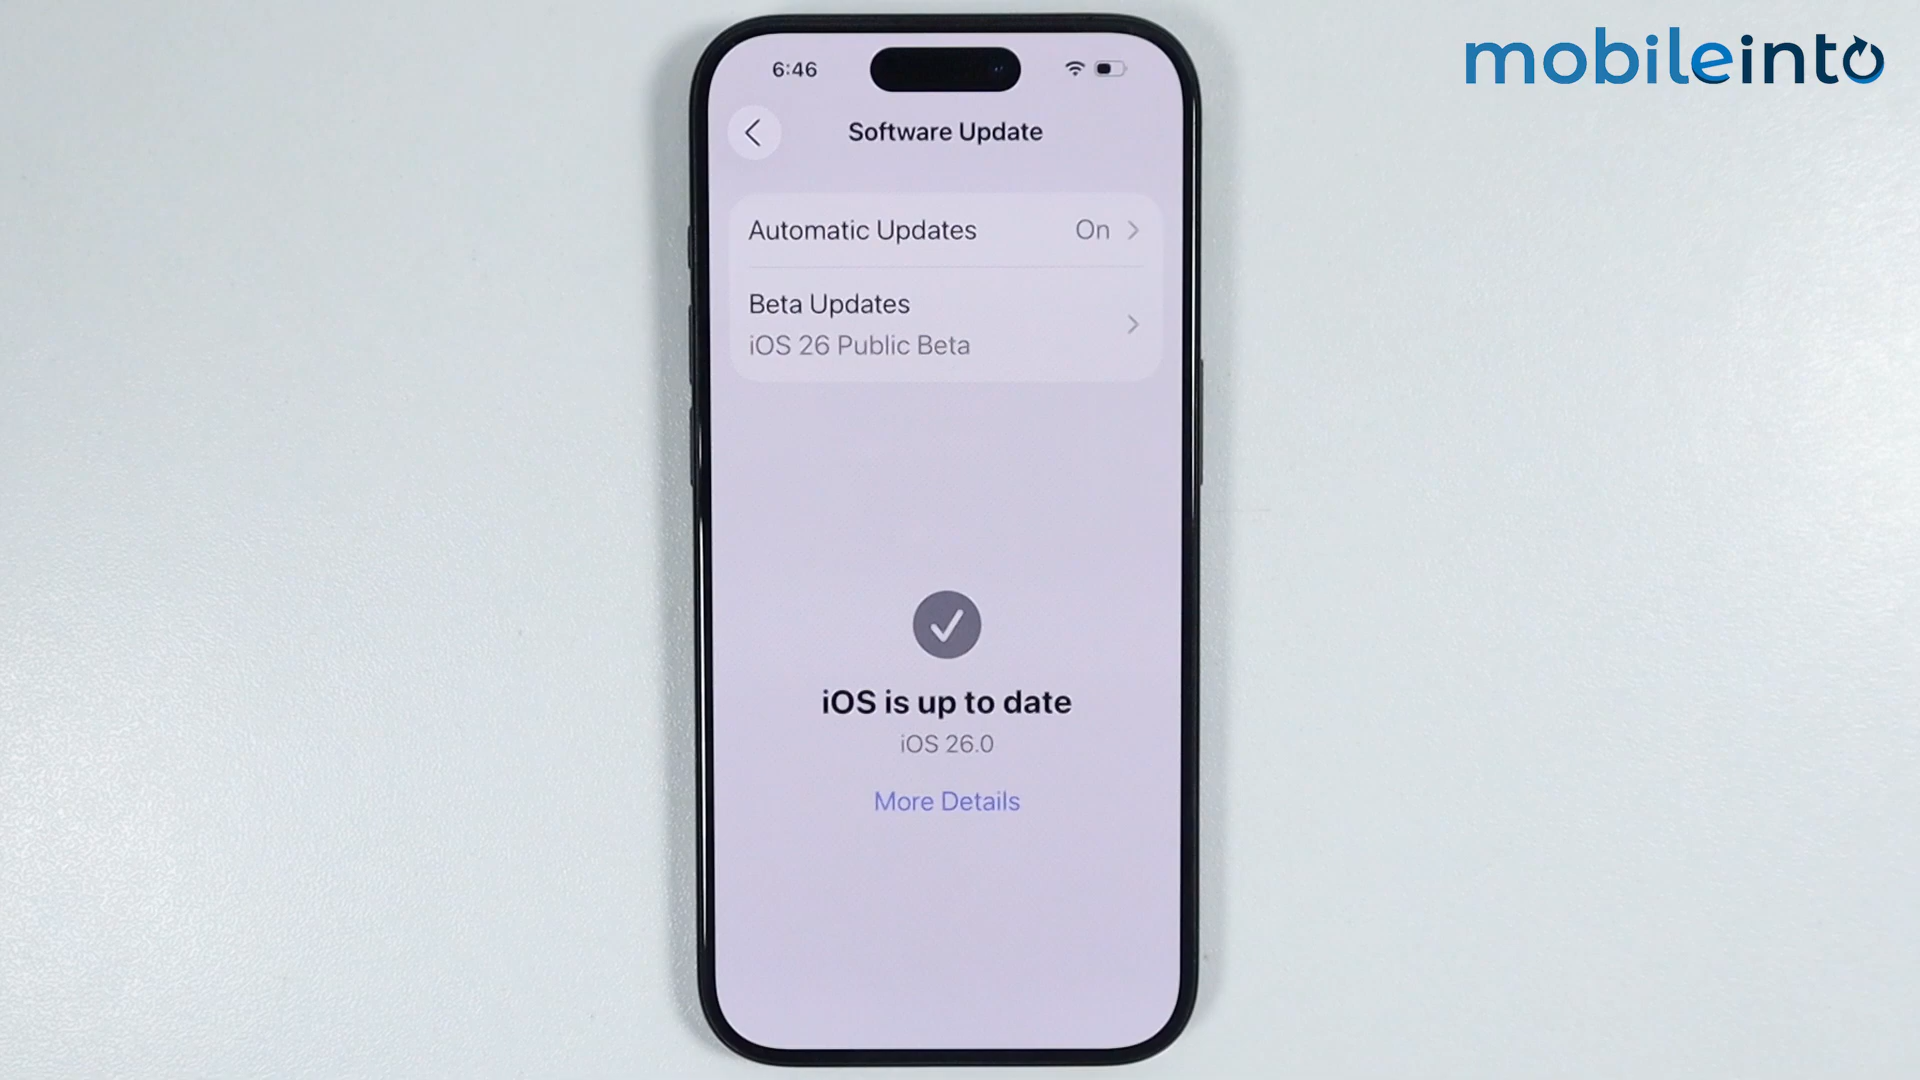 mobileinto
6:46
Software Update
Automatic Updates On
Beta Updates
iOS 26 Public Beta
iOS is up to date
iOS 26.0
More Details